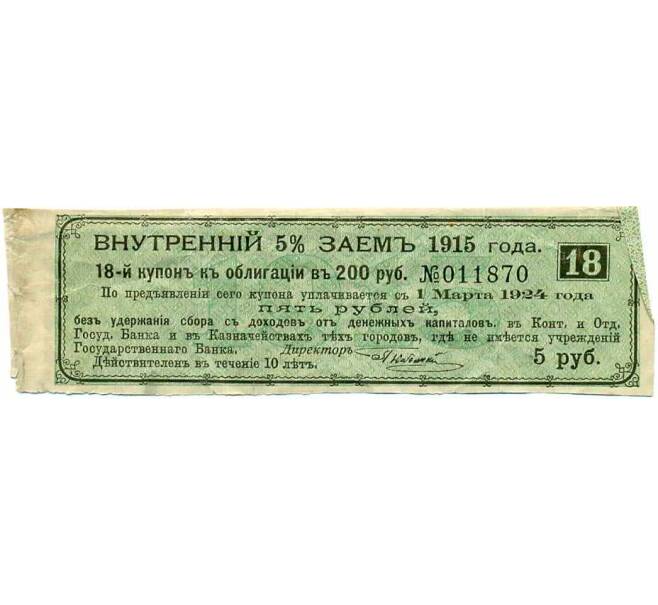 ВНУТРЕННІЙ 5% ЗАЕМЪ 1915 года.
18
18-й купонъ къ облигаціи въ 200 руб. №011870
По предъявленіи сего купона уплачивается съ 1 Марта 1924 года
пять рублей,
безъ удержанія сбора съ доходовъ отъ денежныхъ капиталовъ, въ Конт. и Отд.
Госуд. Банка и въ Казначействахъ тѣхъ городовъ, гдѣ не имѣется учрежденій
Государственнаго Банка. Директоръ
5 руб.
Дѣйствителенъ въ теченіе 10 лѣтъ.